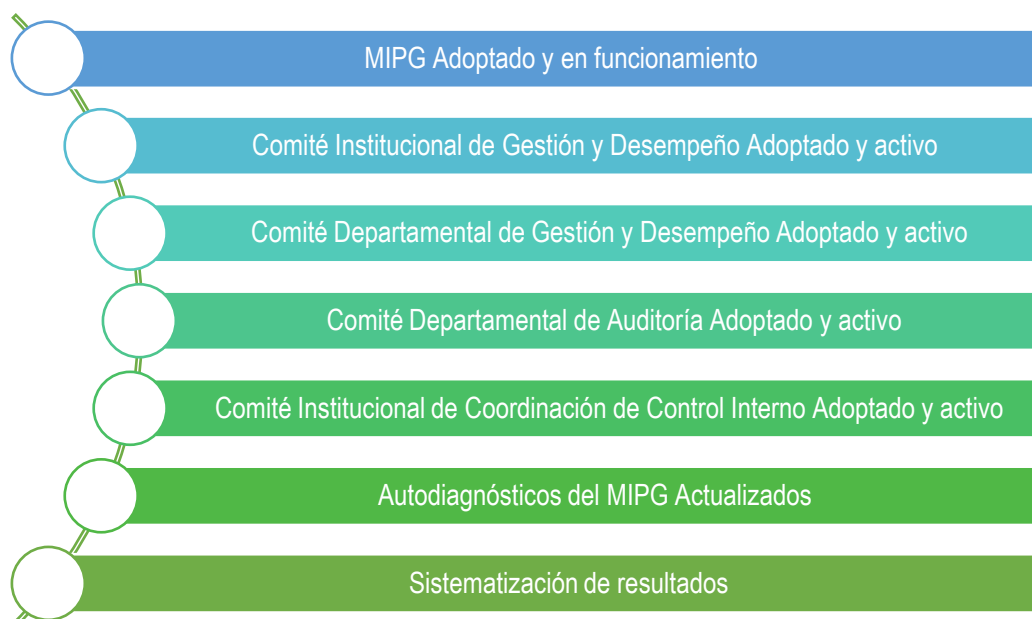 MIPG Adoptado y en funcionamiento
Comité Institucional de Gestión y Desempeño Adoptado y activo
Comité Departamental de Gestión y Desempeño Adoptado y activo
Comité Departamental de Auditoría Adoptado y activo
Comité Institucional de Coordinación de Control Interno Adoptado y activo
Autodiagnósticos del MIPG Actualizados
Sistematización de resultados